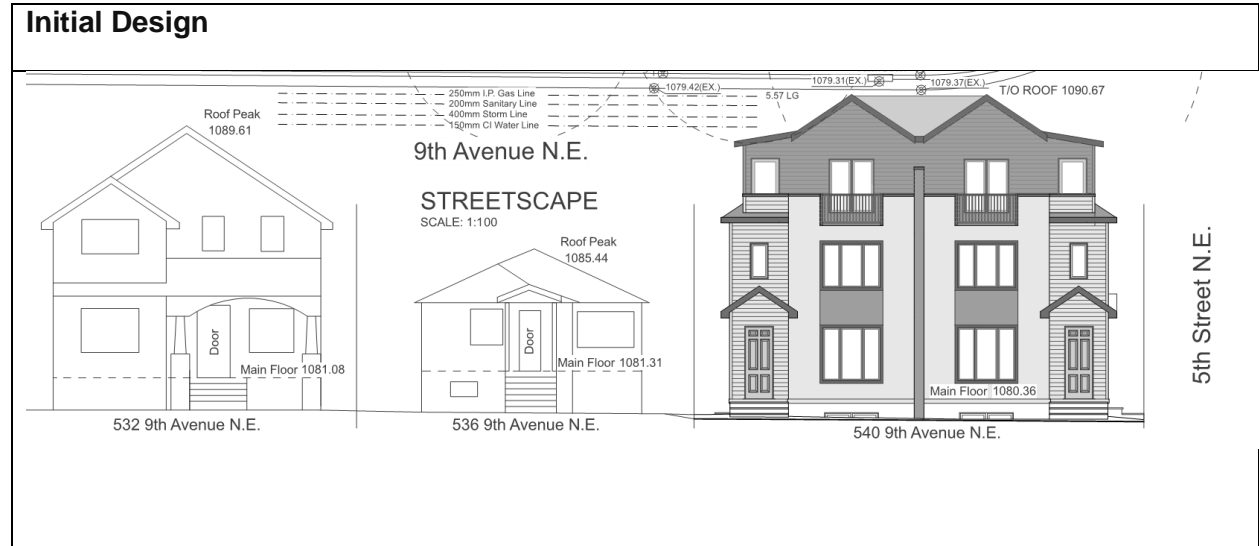 Initial Design
1079.31(EX.)
1079.37(EX.)
1079.42(EX.)
5.57 LG
T/O ROOF 1090.67
250mm I.P. Gas Line
200mm Sanitary Line
400mm Storm Line
150mm CI Water Line
Roof Peak
1089.61
9th Avenue N.E.
STREETSCAPE
SCALE: 1:100
Roof Peak
1085.44
5th Street N.E.
Door
Door
Main Floor 1081.08
Main Floor 1081.31
Main Floor 1080.36
532 9th Avenue N.E.
536 9th Avenue N.E.
540 9th Avenue N.E.